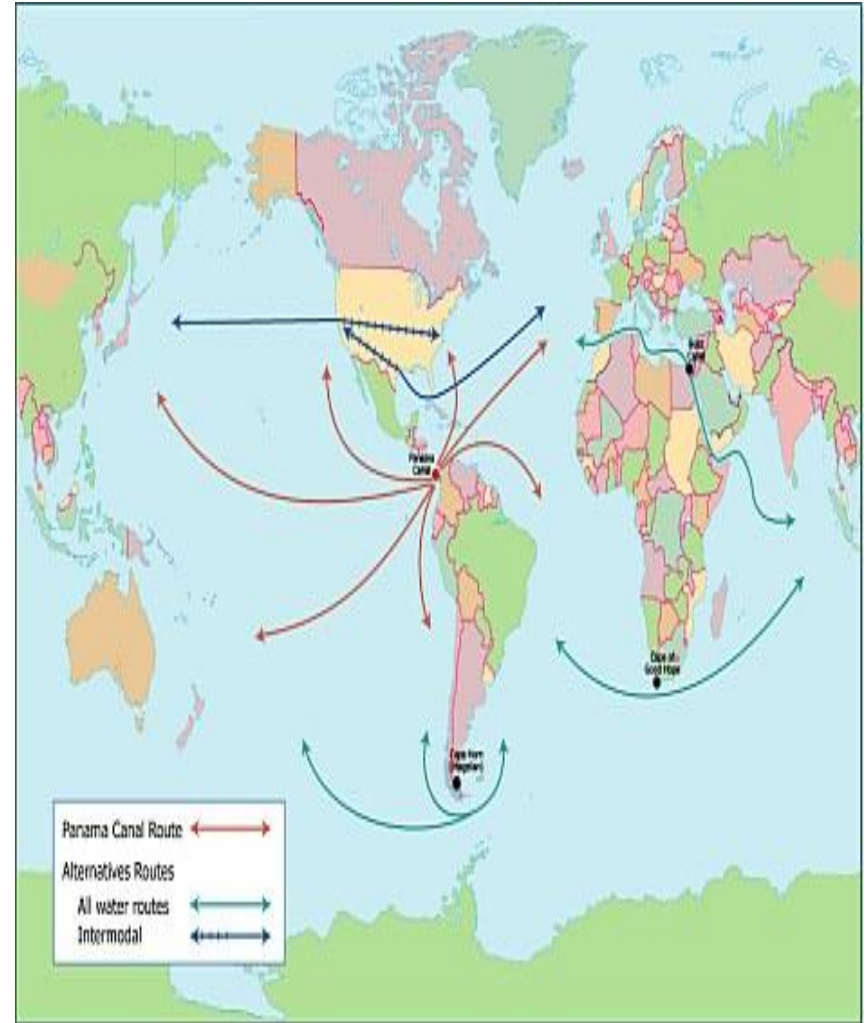 Suez
Canal
Panama
Canal
Cape of
Good Hope
Cape Horn
(Magellan)
Panama Canal Route
Alternatives Routes
All water routes
Intermodal